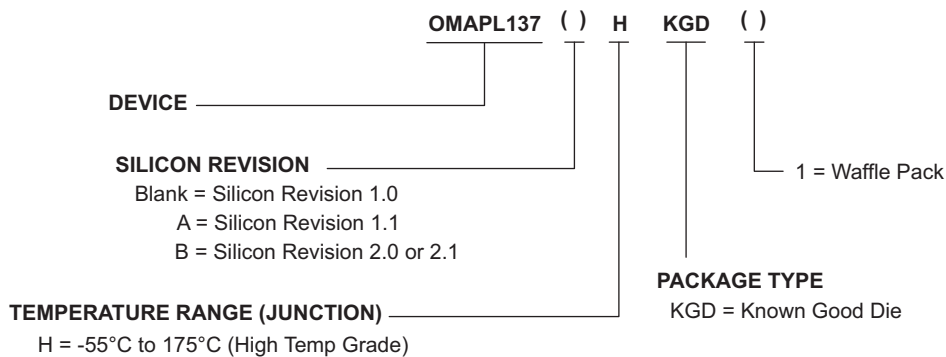 OMAPL137 ( ) H KGD ( )
DEVICE
SILICON REVISION
Blank = Silicon Revision 1.0
A = Silicon Revision 1.1
B = Silicon Revision 2.0 or 2.1
1 = Waffle Pack
PACKAGE TYPE
KGD = Known Good Die
TEMPERATURE RANGE (JUNCTION)
H = -55°C to 175°C (High Temp Grade)